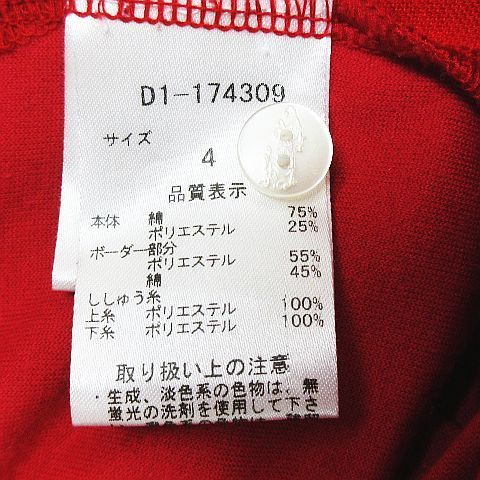 D1-174309
サイズ
4
品質表示
本体 綿 75%
ポリエステル 25%
ボーダー部分
ポリエステル 55%
綿 45%
ししゅう糸
上糸 ポリエステル 100%
下糸 ポリエステル 100%
取り扱い上の注意
・生成、淡色系の色物は、無
蛍光の洗剤を使用して下さ